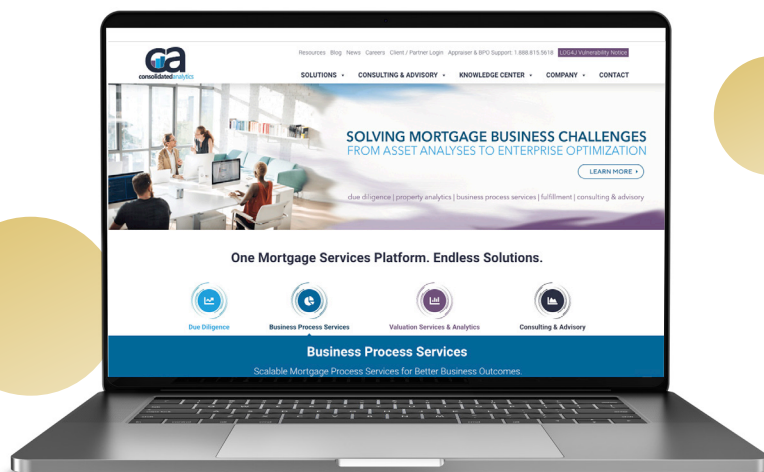 ca
consolidatedanalytics
Resources Blog News Careers Client / Partner Login Appraiser & BPO Support: 1.888.815.5618 LOG4J Vulnerability Notice
SOLUTIONS CONSULTING & ADVISORY KNOWLEDGE CENTER COMPANY CONTACT
SOLVING MORTGAGE BUSINESS CHALLENGES
FROM ASSET ANALYSES TO ENTERPRISE OPTIMIZATION
LEARN MORE
due diligence | property analytics | business process services | fulfillment | consulting & advisory
One Mortgage Services Platform. Endless Solutions.
Due Diligence Business Process Services Valuation Services & Analytics Consulting & Advisory
Business Process Services
Scalable Mortgage Process Services for Better Business Outcomes.